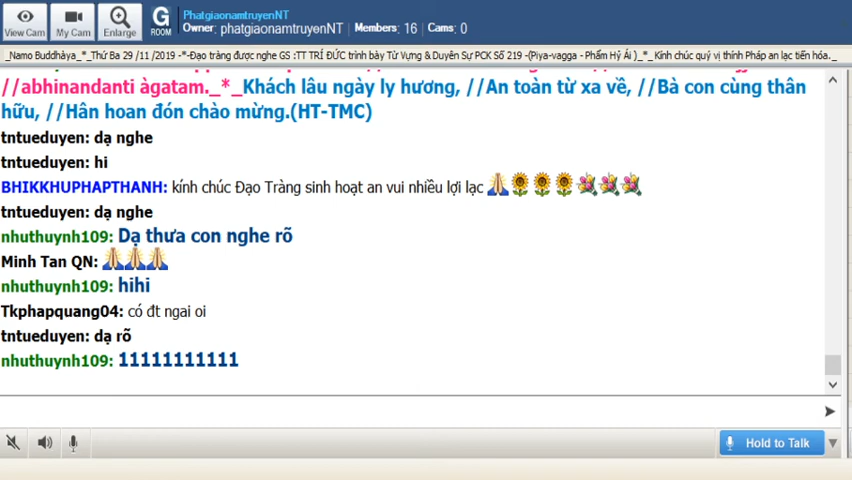 PhatgiaonamtruyenNT
Owner: phatgiaonamtruyenNT Members: 16 Cams: 0
View Cam My Cam Enlarge G ROOM
_Namo Buddhàya_*_Thứ Ba 29 /11 /2019 -*-Đạo tràng được nghe GS :TT TRÍ ĐỨC trình bày Từ Vựng & Duyên Sự PCK Số 219 -(Piya-vagga - Phẩm Hỷ Ái )_*_ Kính chúc quý vị thính Pháp an lạc tiến hóa._
//abhinandanti àgatam._*_Khách lâu ngày ly hương, //An toàn từ xa về, //Bà con cùng thân
hữu, //Hân hoan đón chào mừng.(HT-TMC)
tntueduyen: dạ nghe
tntueduyen: hi
BHIKKHUPHAPTHANH: kính chúc Đạo Tràng sinh hoạt an vui nhiều lợi lạc 🙏🌻🌻🌻💐💐💐
tntueduyen: dạ nghe
nhuthuynh109: Dạ thưa con nghe rõ
Minh Tan QN: 🙏🙏🙏
nhuthuynh109: hihi
Tkphapquang04: có đt ngai oi
tntueduyen: dạ rõ
nhuthuynh109: 11111111111
Hold to Talk